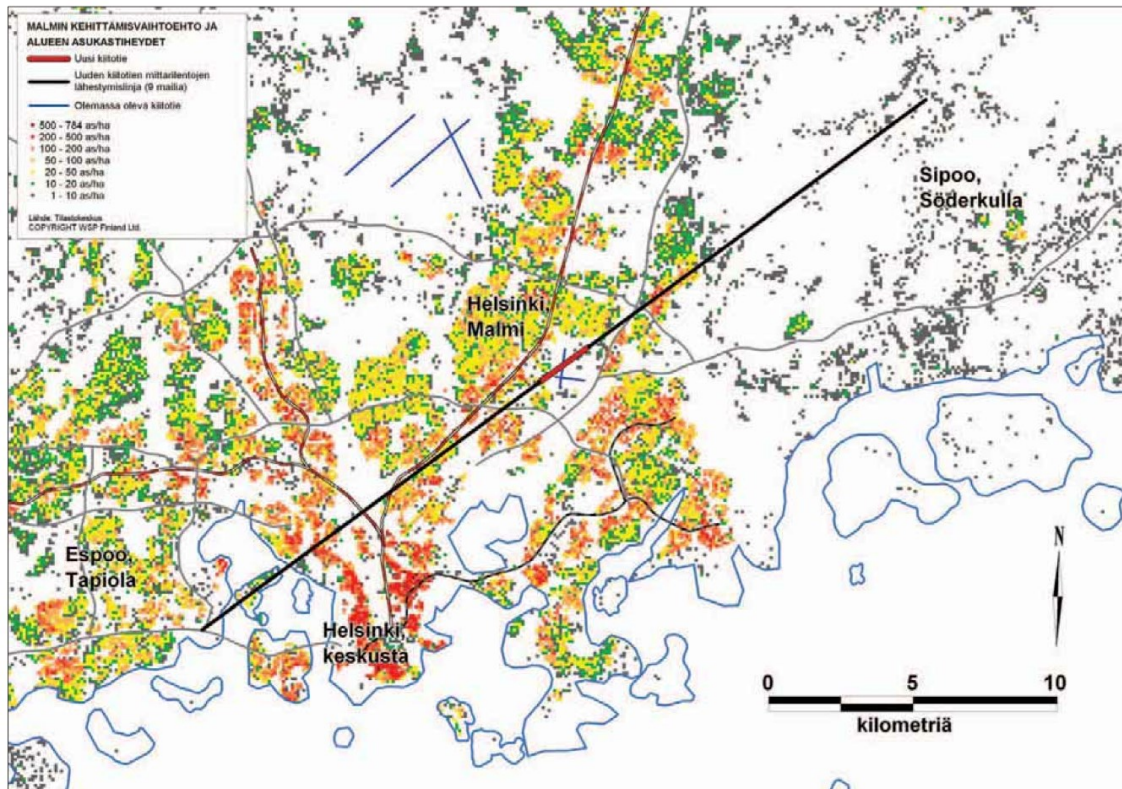 MALMIN KEHITTÄMISVAIHTOEHTO JA
ALUEEN ASUKASTIHEYDET
Uusi kiitotie
Uuden kiitotien mittarilentojen
lähestymislinja (9 mailia)
Olemassa oleva kiitotie
500 - 784 as/ha
200 - 500 as/ha
100 - 200 as/ha
50 - 100 as/ha
20 - 50 as/ha
10 - 20 as/ha
1 - 10 as/ha
Lähde: Tilastokeskus
COPYRIGHT WSP Finland Ltd.
Sipoo,
Söderkulla
Helsinki,
Malmi
Espoo,
Tapiola
Helsinki,
keskusta
N
0 5 10
kilometriä